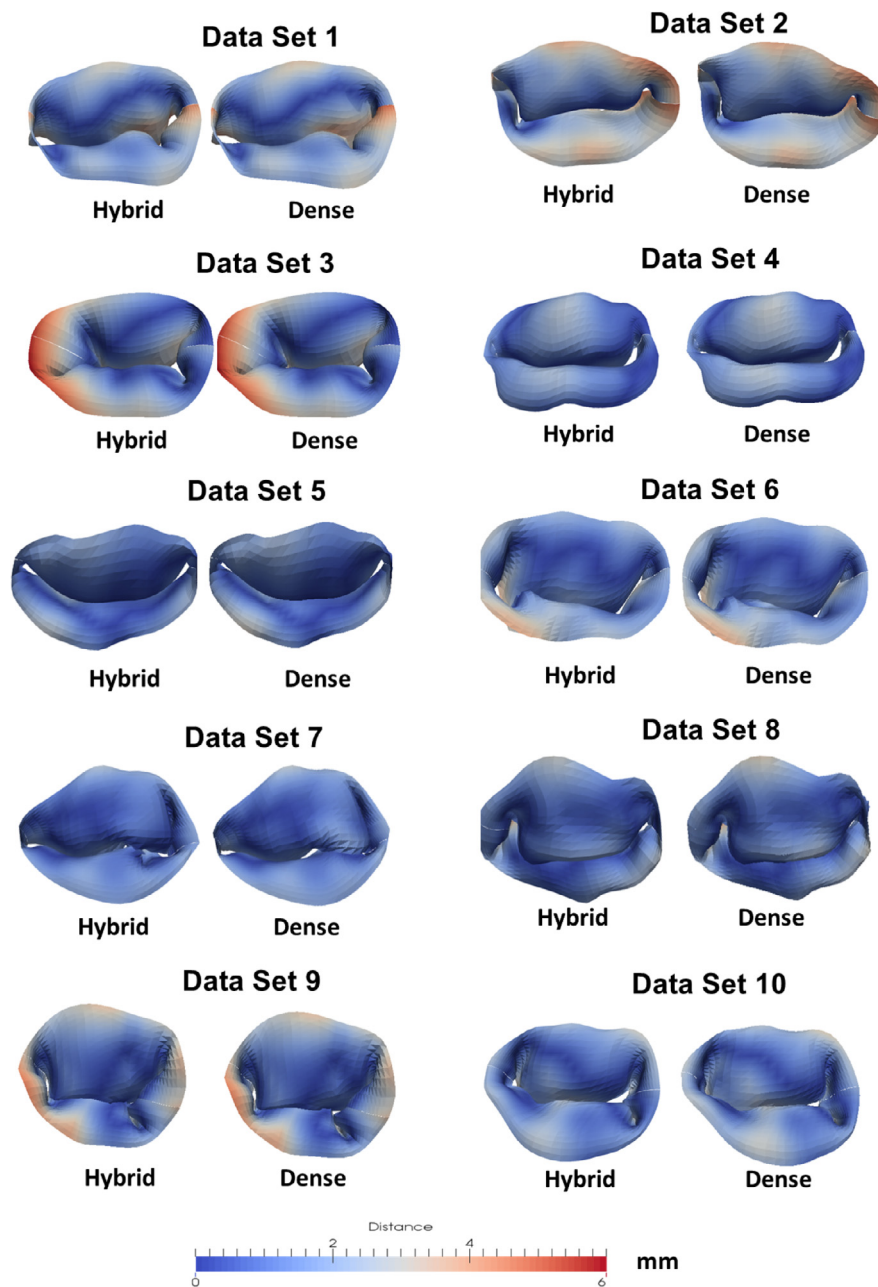 Data Set 1
Data Set 2
Hybrid Dense
Hybrid Dense
Data Set 3
Data Set 4
Hybrid Dense
Hybrid Dense
Data Set 5
Data Set 6
Hybrid Dense
Hybrid Dense
Data Set 7
Data Set 8
Hybrid Dense
Hybrid Dense
Data Set 9
Data Set 10
Hybrid Dense
Hybrid Dense
Distance
2 4
mm
0 6